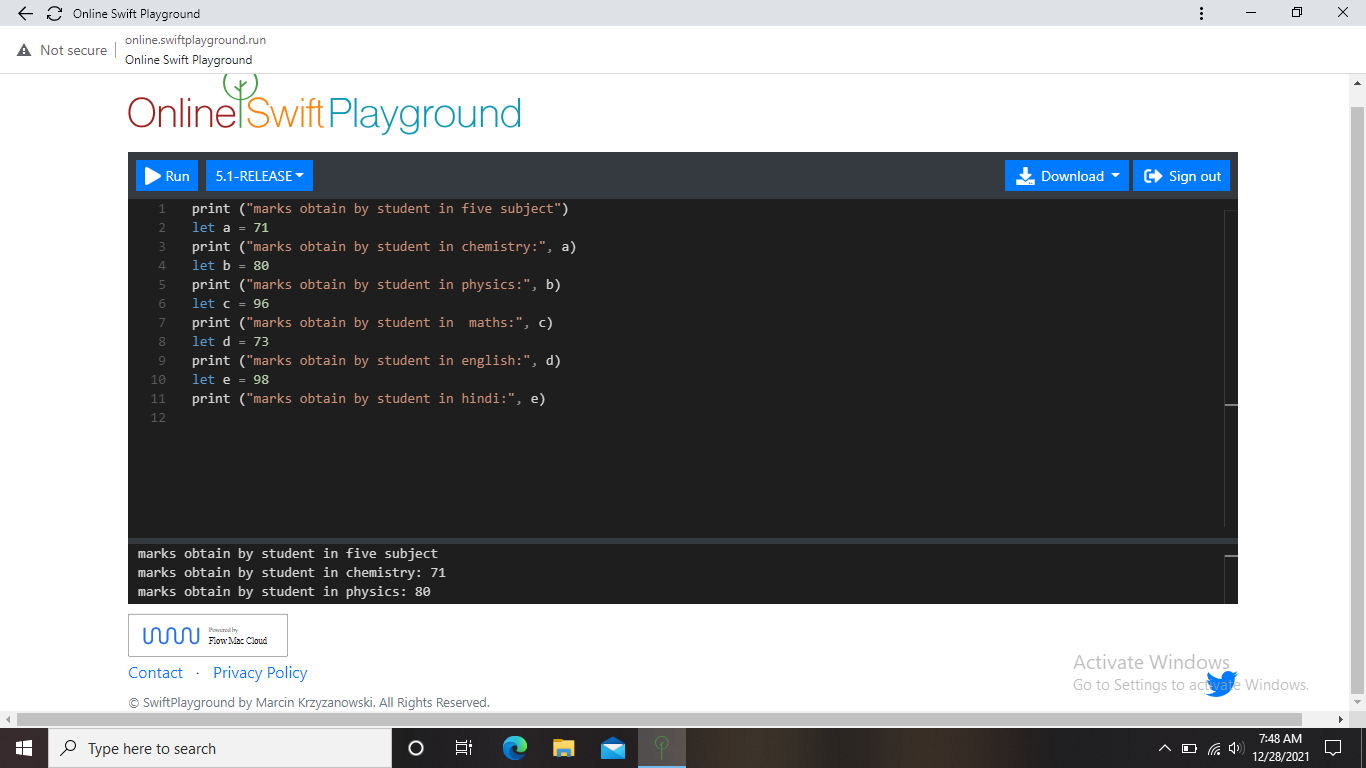 Online Swift Playground
Not secure
online.swiftplayground.run
Online Swift Playground
Online Swift Playground
Run 5.1-RELEASE Download Sign out
1 print ("marks obtain by student in five subject")
2 let a = 71
3 print ("marks obtain by student in chemistry:", a)
4 let b = 80
5 print ("marks obtain by student in physics:", b)
6 let c = 96
7 print ("marks obtain by student in  maths:", c)
8 let d = 73
9 print ("marks obtain by student in english:", d)
10 let e = 98
11 print ("marks obtain by student in hindi:", e)
12
marks obtain by student in five subject
marks obtain by student in chemistry: 71
marks obtain by student in physics: 80
Powered by
Flow Mac Cloud
Contact · Privacy Policy
© SwiftPlayground by Marcin Krzyzanowski. All Rights Reserved.
Activate Windows
Go to Settings to activate Windows.
Type here to search
7:48 AM
12/28/2021